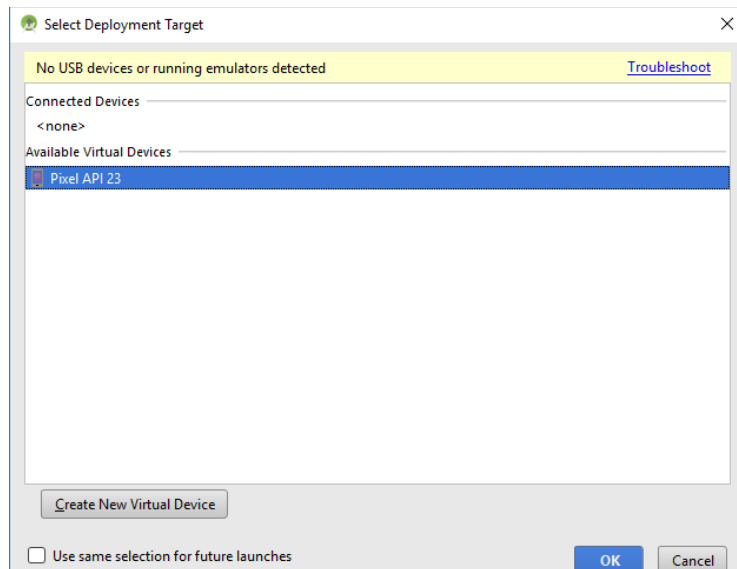 Select Deployment Target
No USB devices or running emulators detected Troubleshoot
Connected Devices
<none>
Available Virtual Devices
Pixel API 23
Create New Virtual Device
Use same selection for future launches
OK Cancel